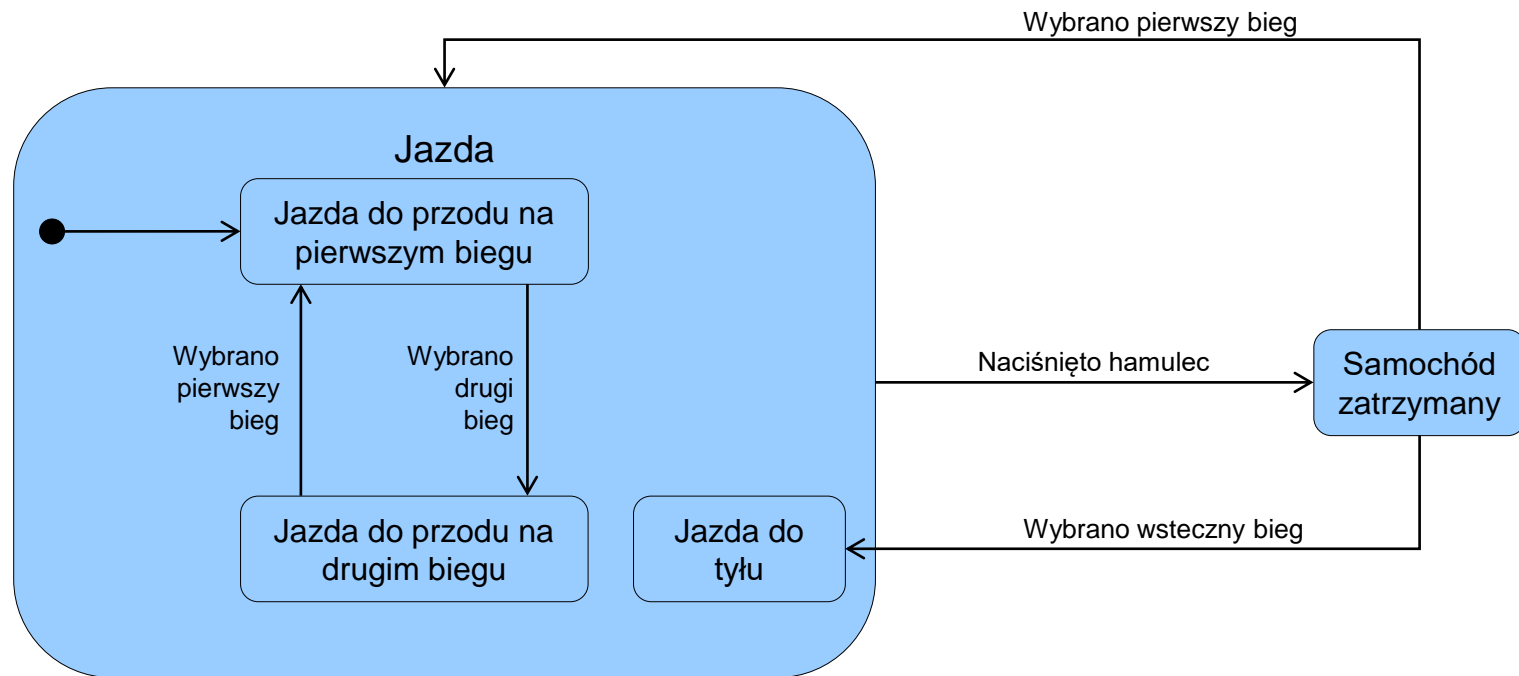 Wybrano pierwszy bieg
Jazda
Jazda do przodu na
pierwszym biegu
Wybrano
pierwszy
bieg
Wybrano
drugi
bieg
Naciśnięto hamulec
Samochód
zatrzymany
Jazda do przodu na
drugim biegu
Jazda do
tyłu
Wybrano wsteczny bieg